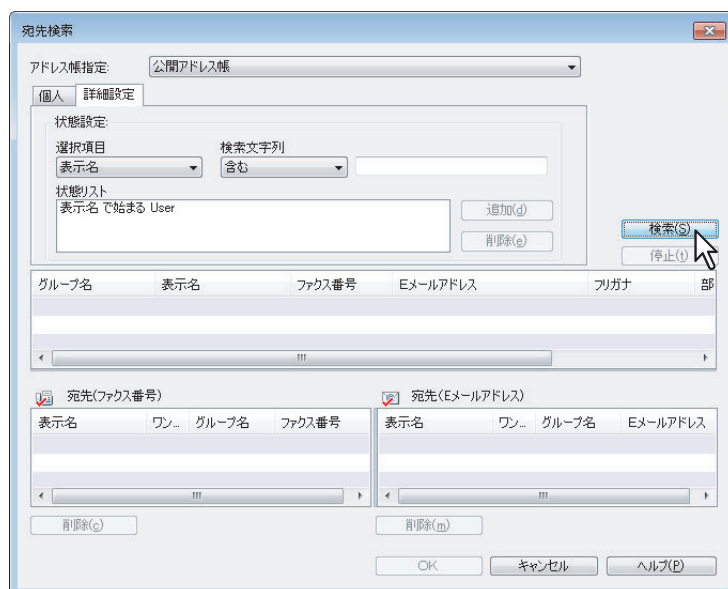 宛先検索
アドレス帳指定: 公開アドレス帳
個人 詳細設定
状態設定:
選択項目 検索文字列
表示名 含む
状態リスト
表示名 で始まる User
追加(d)
検索(S)
削除(e)
停止(t)
グループ名 表示名 ファクス番号 Eメールアドレス フリガナ 部
宛先(ファクス番号) 宛先(Eメールアドレス)
表示名 ワン... グループ名 ファクス番号 表示名 ワン... グループ名 Eメールアドレス
削除(c) 削除(m)
OK キャンセル ヘルプ(P)